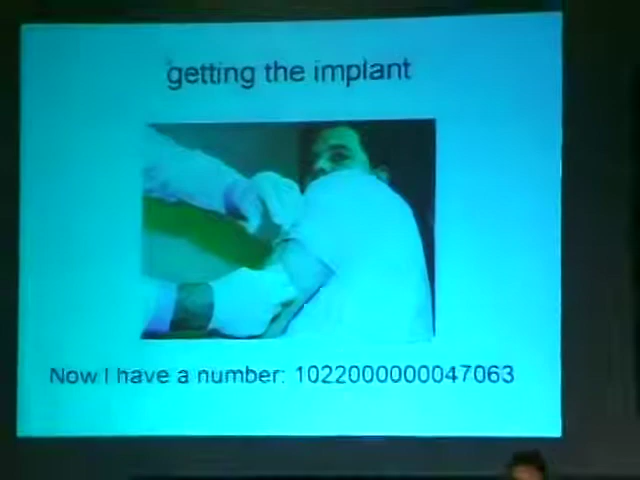 getting the implant
Now I have a number: 1022000000047063